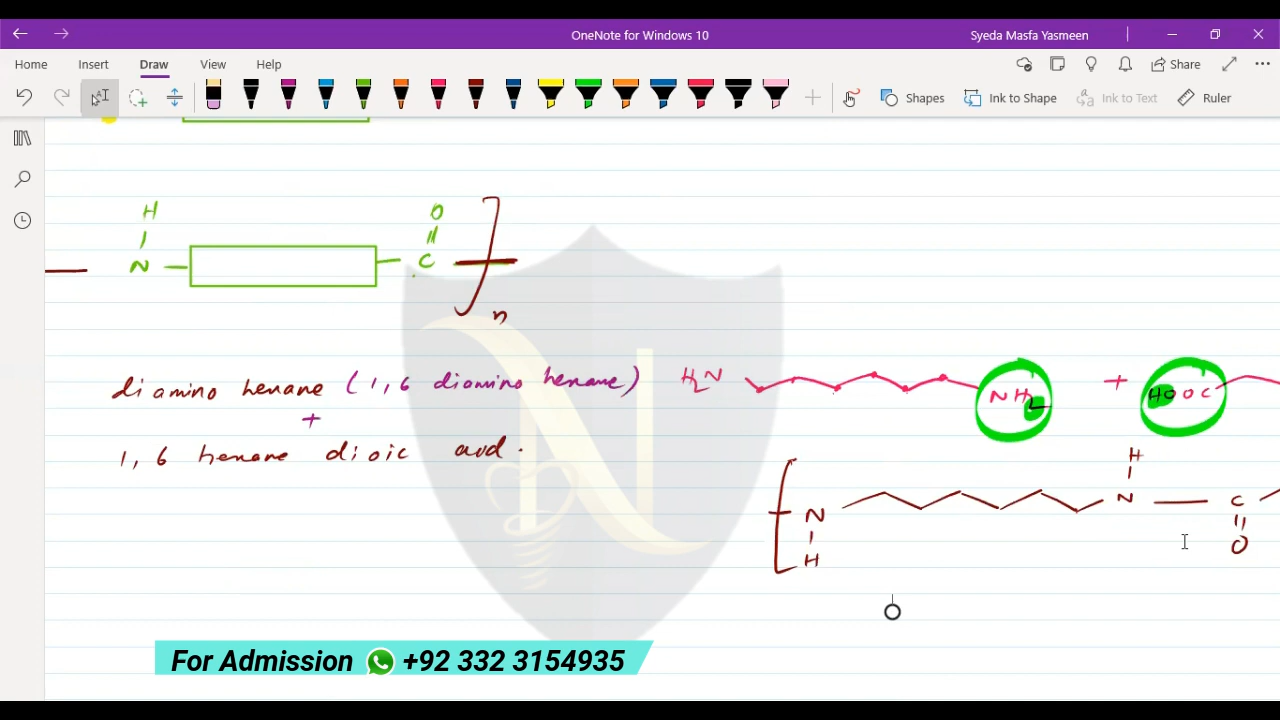 OneNote for Windows 10
Syeda Masfa Yasmeen
Home Insert Draw View Help
Share
Shapes Ink to Shape Ink to Text Ruler
H O
N C
n
diamino hexane (1,6 diamino hexane) H2N NH2 + HOOC
+
1,6 hexane dioic acid.
H
N N C
H O
For Admission +92 332 3154935